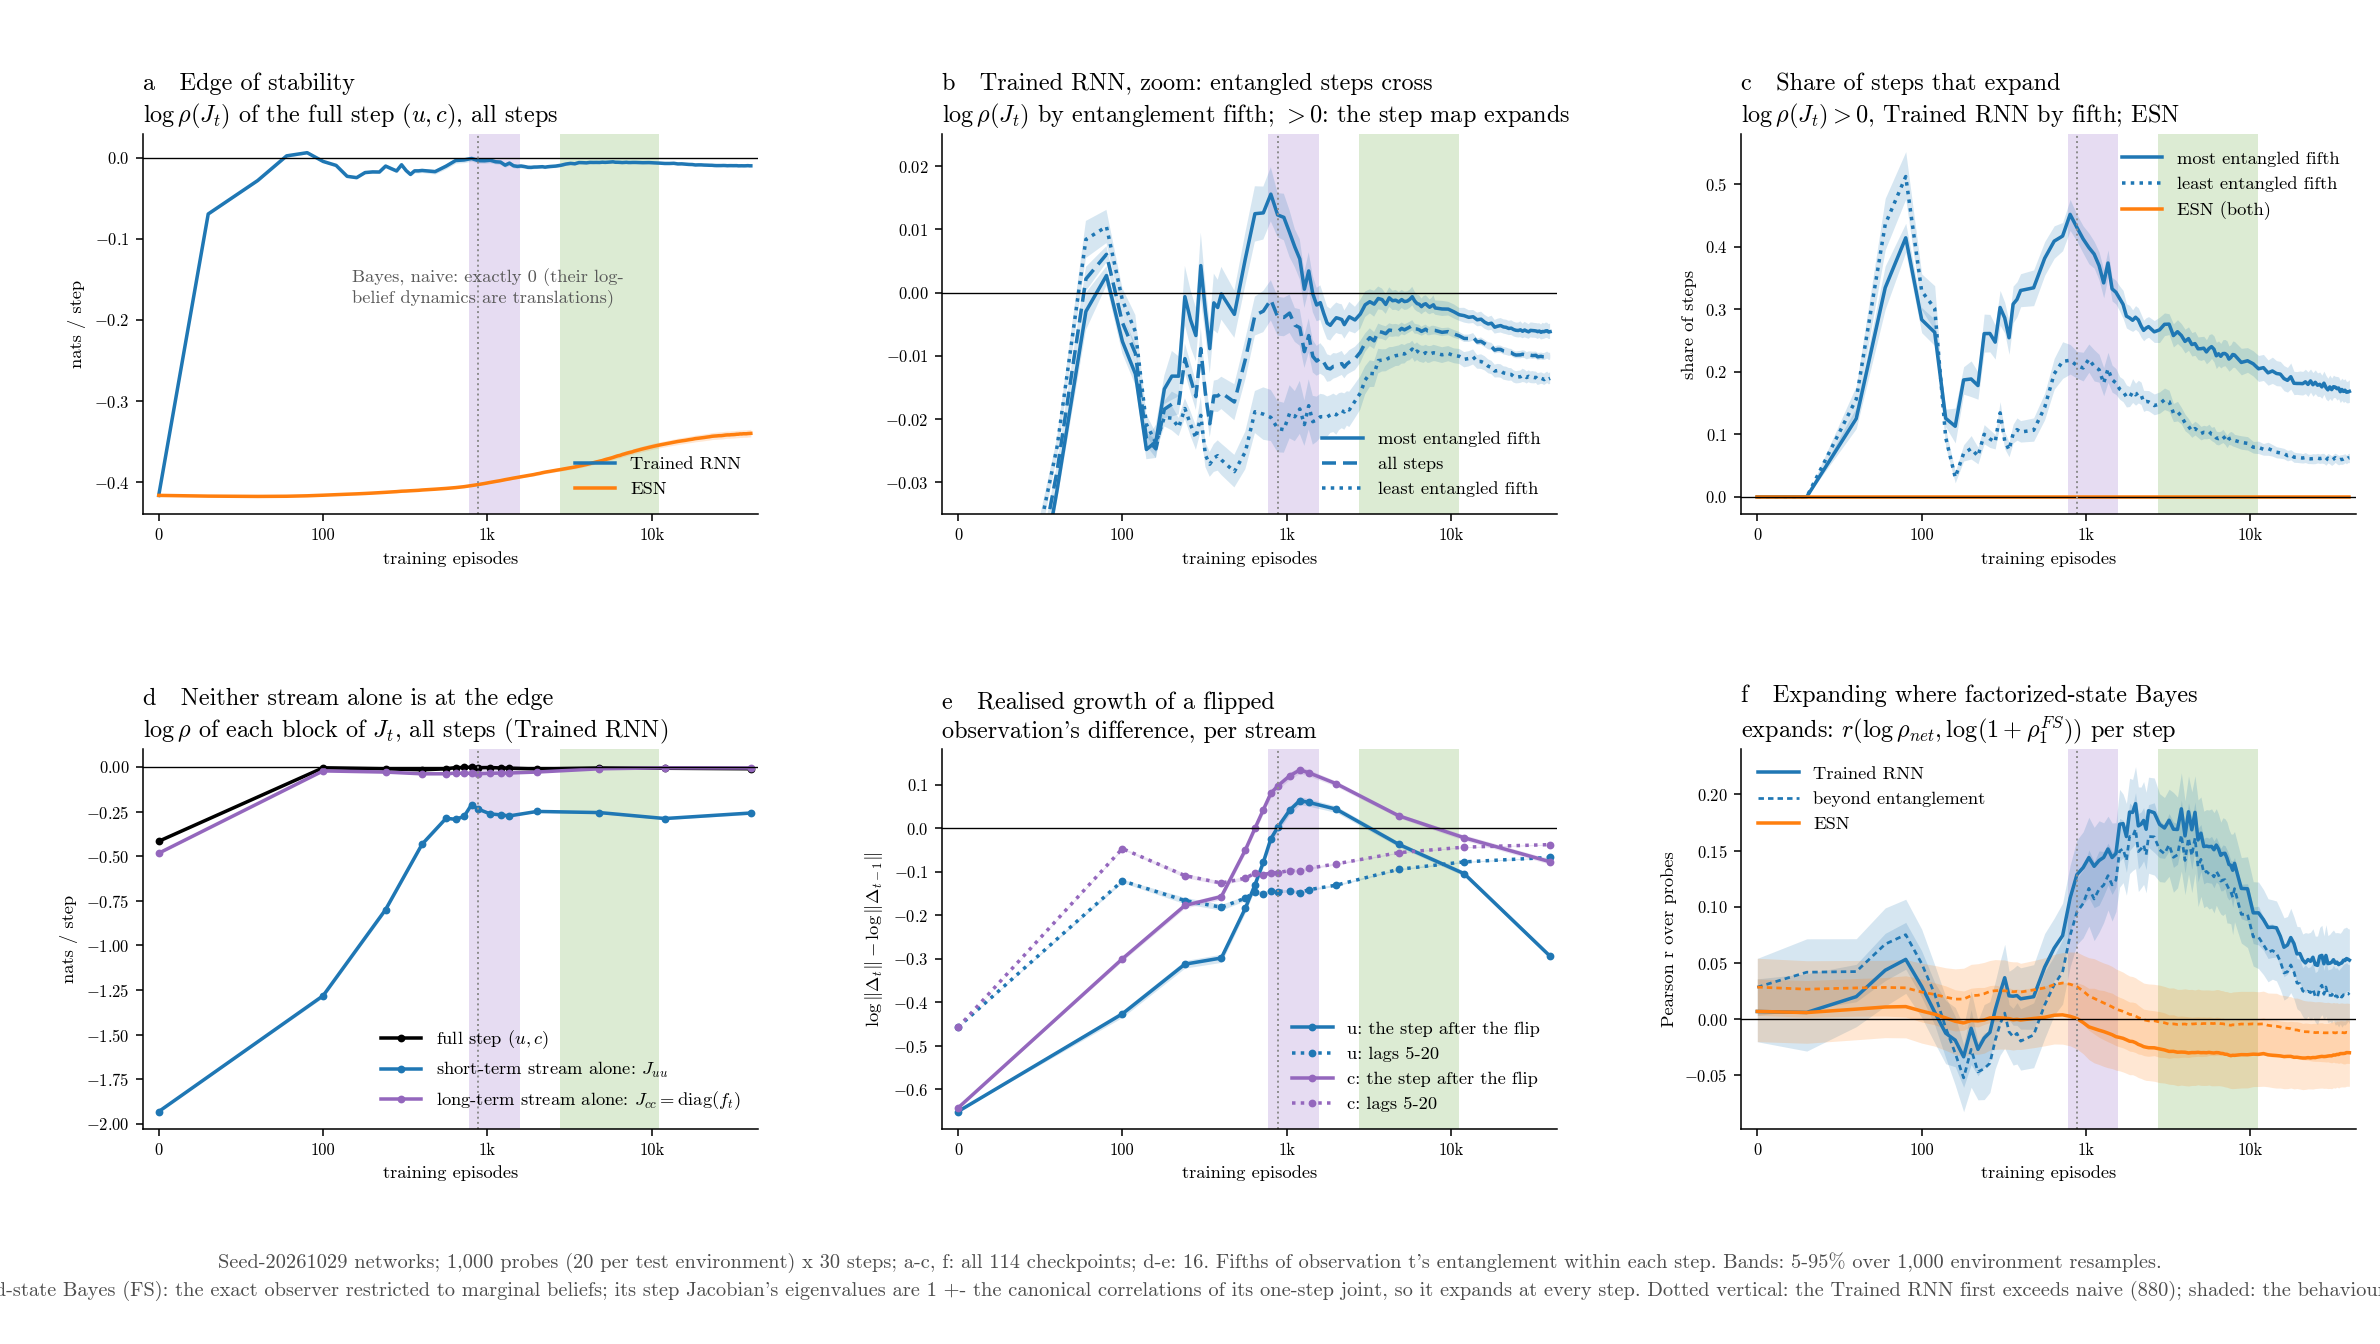 a Edge of stability
log ρ(J_t) of the full step (u, c), all steps
0.0
−0.1
−0.2
−0.3
−0.4
nats / step
Bayes, naive: exactly 0 (their log-
belief dynamics are translations)
Trained RNN
ESN
0 100 1k 10k
training episodes
b Trained RNN, zoom: entangled steps cross
log ρ(J_t) by entanglement fifth; > 0: the step map expands
0.02
0.01
0.00
−0.01
−0.02
−0.03
most entangled fifth
all steps
least entangled fifth
0 100 1k 10k
training episodes
c Share of steps that expand
log ρ(J_t) > 0, Trained RNN by fifth; ESN
0.5
0.4
0.3
0.2
0.1
0.0
share of steps
most entangled fifth
least entangled fifth
ESN (both)
0 100 1k 10k
training episodes
d Neither stream alone is at the edge
log ρ of each block of J_t, all steps (Trained RNN)
0.00
−0.25
−0.50
−0.75
−1.00
−1.25
−1.50
−1.75
−2.00
nats / step
full step (u, c)
short-term stream alone: J_uu
long-term stream alone: J_cc = diag(f_t)
0 100 1k 10k
training episodes
e Realised growth of a flipped
observation's difference, per stream
0.1
0.0
−0.1
−0.2
−0.3
−0.4
−0.5
−0.6
log ||Δ_t|| − log ||Δ_{t−1}||
u: the step after the flip
u: lags 5-20
c: the step after the flip
c: lags 5-20
0 100 1k 10k
training episodes
f Expanding where factorized-state Bayes
expands: r(log ρ_net, log(1 + ρ_1^FS)) per step
0.20
0.15
0.10
0.05
0.00
−0.05
Pearson r over probes
Trained RNN
beyond entanglement
ESN
0 100 1k 10k
training episodes
Seed-20261029 networks; 1,000 probes (20 per test environment) x 30 steps; a-c, f: all 114 checkpoints; d-e: 16. Fifths of observation t's entanglement within each step. Bands: 5-95% over 1,000 environment resamples.
d-state Bayes (FS): the exact observer restricted to marginal beliefs; its step Jacobian's eigenvalues are 1 +- the canonical correlations of its one-step joint, so it expands at every step. Dotted vertical: the Trained RNN first exceeds naive (880); shaded: the behaviou